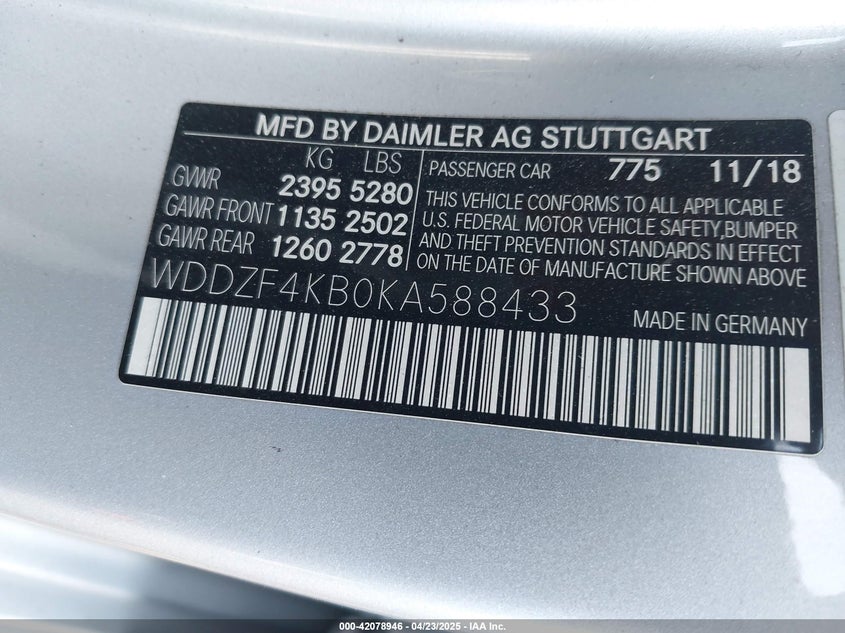 MFD BY DAIMLER AG STUTTGART
KG LBS
GVWR 2395 5280
GAWR FRONT 1135 2502
GAWR REAR 1260 2778
PASSENGER CAR 775 11/18
THIS VEHICLE CONFORMS TO ALL APPLICABLE
U.S. FEDERAL MOTOR VEHICLE SAFETY,BUMPER
AND THEFT PREVENTION STANDARDS IN EFFECT
ON THE DATE OF MANUFACTURE SHOWN ABOVE
WDDZF4KB0KA588433
MADE IN GERMANY
000-42078946 - 04/23/2025 - IAA Inc.